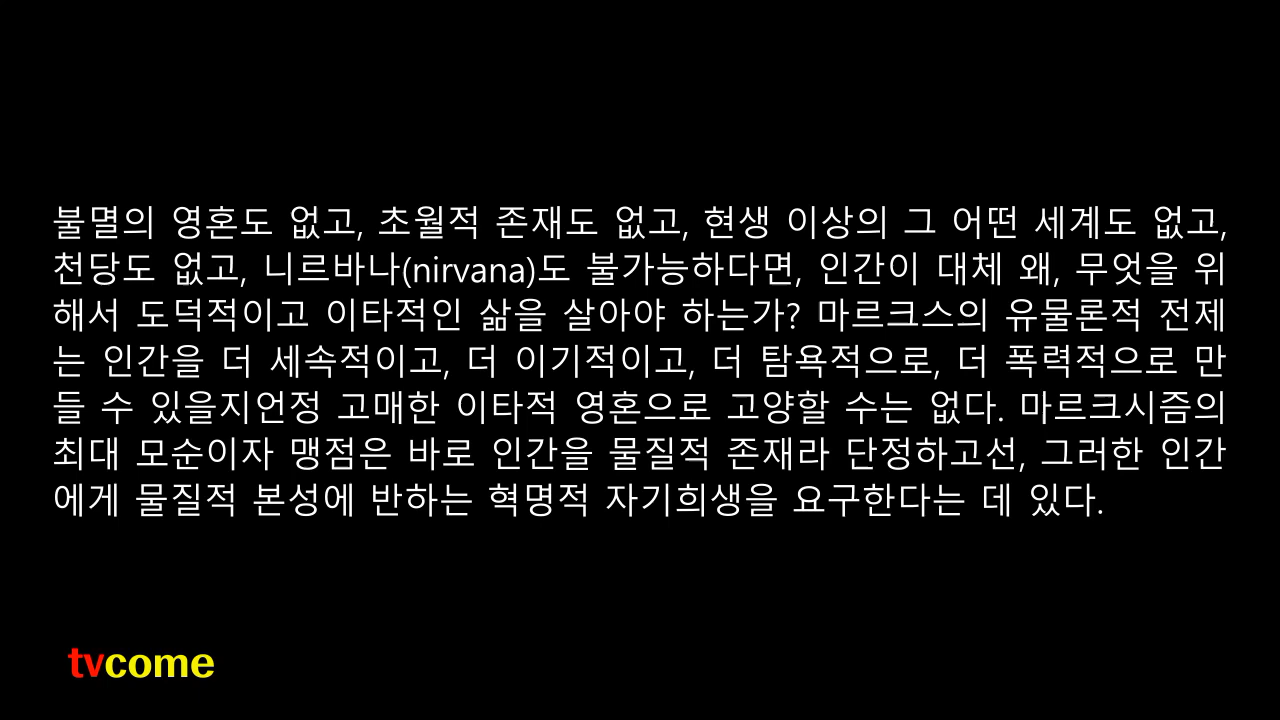 불멸의 영혼도 없고, 초월적 존재도 없고, 현생 이상의 그 어떤 세계도 없고,
천당도 없고, 니르바나(nirvana)도 불가능하다면, 인간이 대체 왜, 무엇을 위
해서 도덕적이고 이타적인 삶을 살아야 하는가? 마르크스의 유물론적 전제
는 인간을 더 세속적이고, 더 이기적이고, 더 탐욕적으로, 더 폭력적으로 만
들 수 있을지언정 고매한 이타적 영혼으로 고양할 수는 없다. 마르크시즘의
최대 모순이자 맹점은 바로 인간을 물질적 존재라 단정하고선, 그러한 인간
에게 물질적 본성에 반하는 혁명적 자기희생을 요구한다는 데 있다.
tvcome